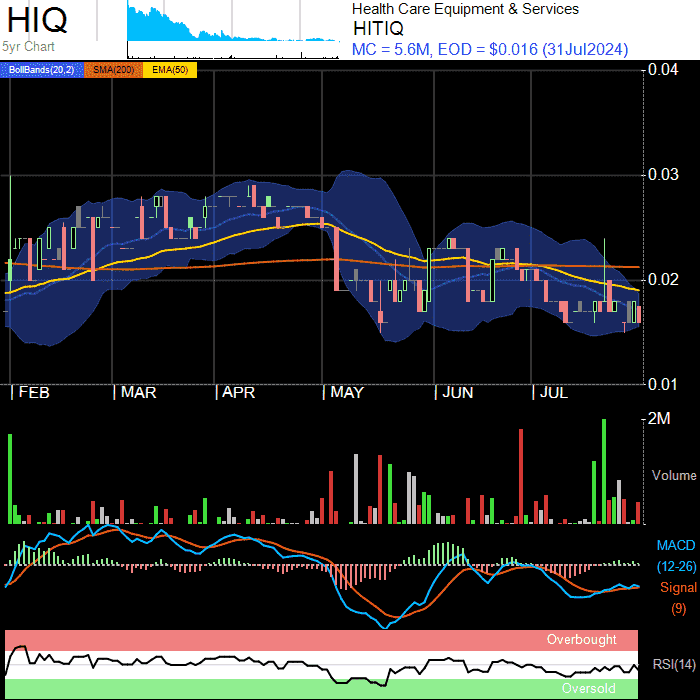 HIQ
5yr Chart
Health Care Equipment & Services
HITIQ
MC = 5.6M, EOD = $0.016 (31Jul2024)
BollBands(20,2) SMA(200) EMA(50)
0.04
0.03
0.02
0.01
FEB MAR APR MAY JUN JUL
2M
Volume
MACD
(12-26)
Signal
(9)
Overbought
RSI(14)
Oversold